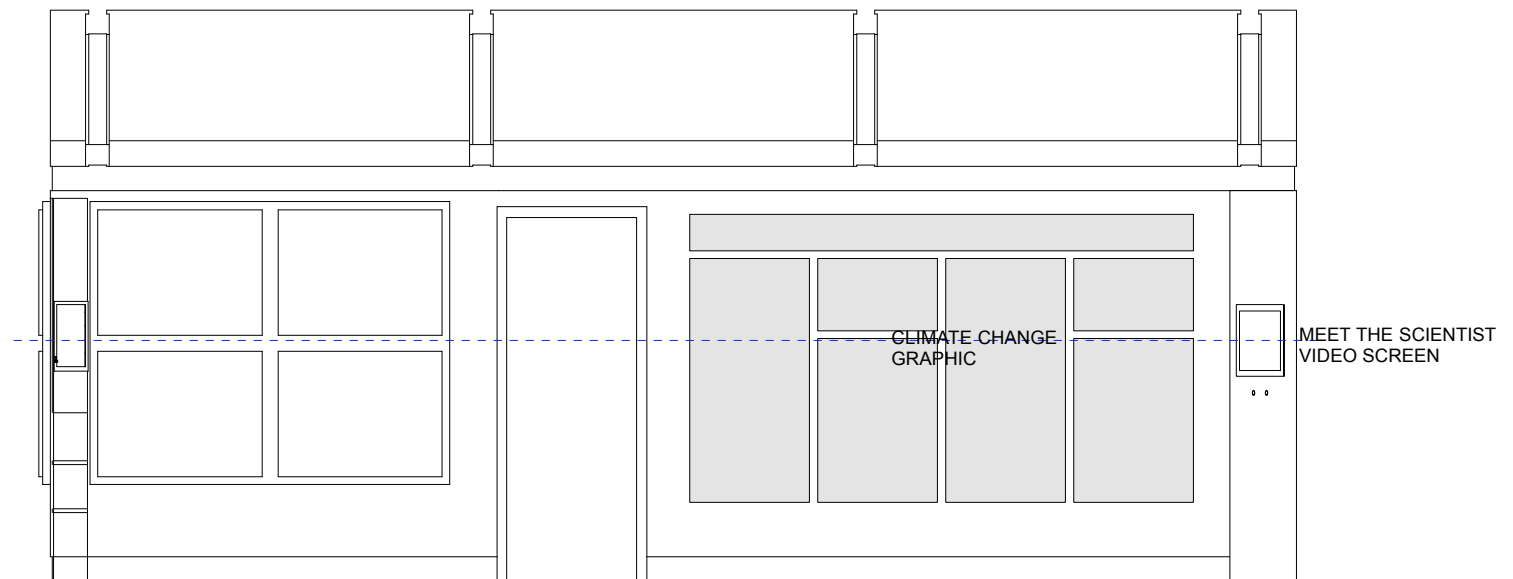 CLIMATE CHANGE
GRAPHIC
MEET THE SCIENTIST
VIDEO SCREEN